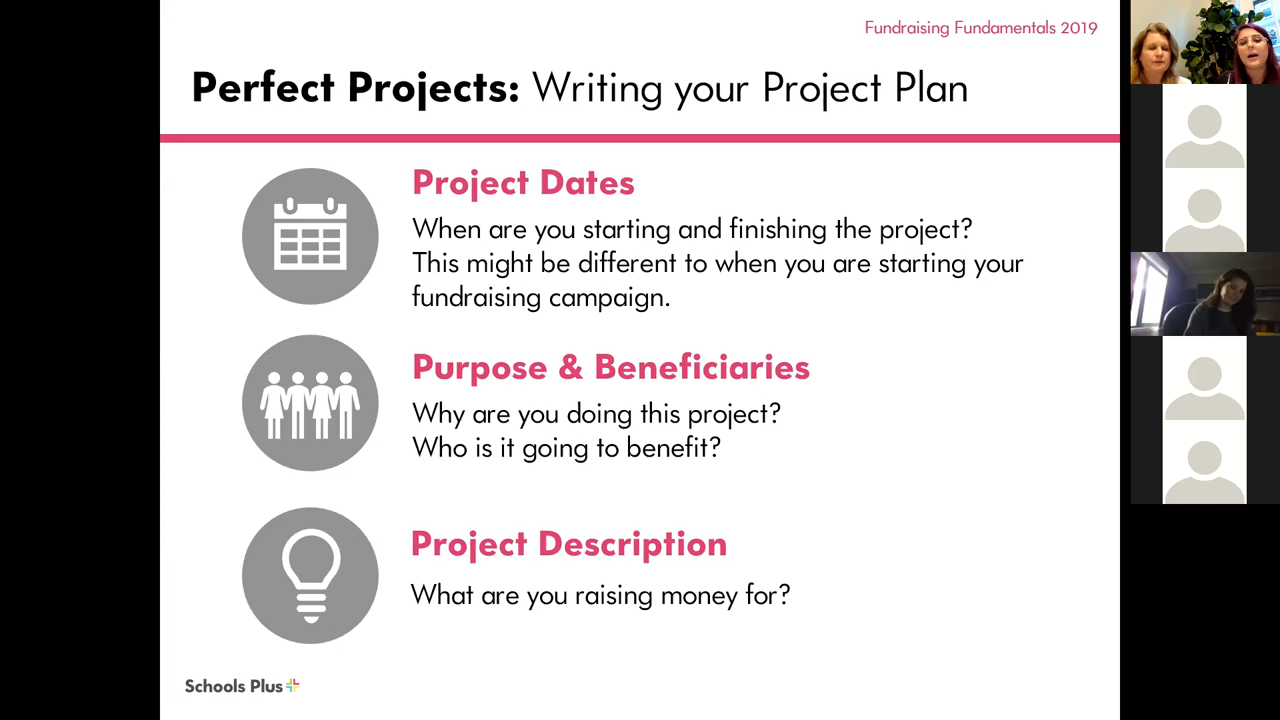 Fundraising Fundamentals 2019
Perfect Projects: Writing your Project Plan
Project Dates
When are you starting and finishing the project?
This might be different to when you are starting your
fundraising campaign.
Purpose & Beneficiaries
Why are you doing this project?
Who is it going to benefit?
Project Description
What are you raising money for?
Schools Plus